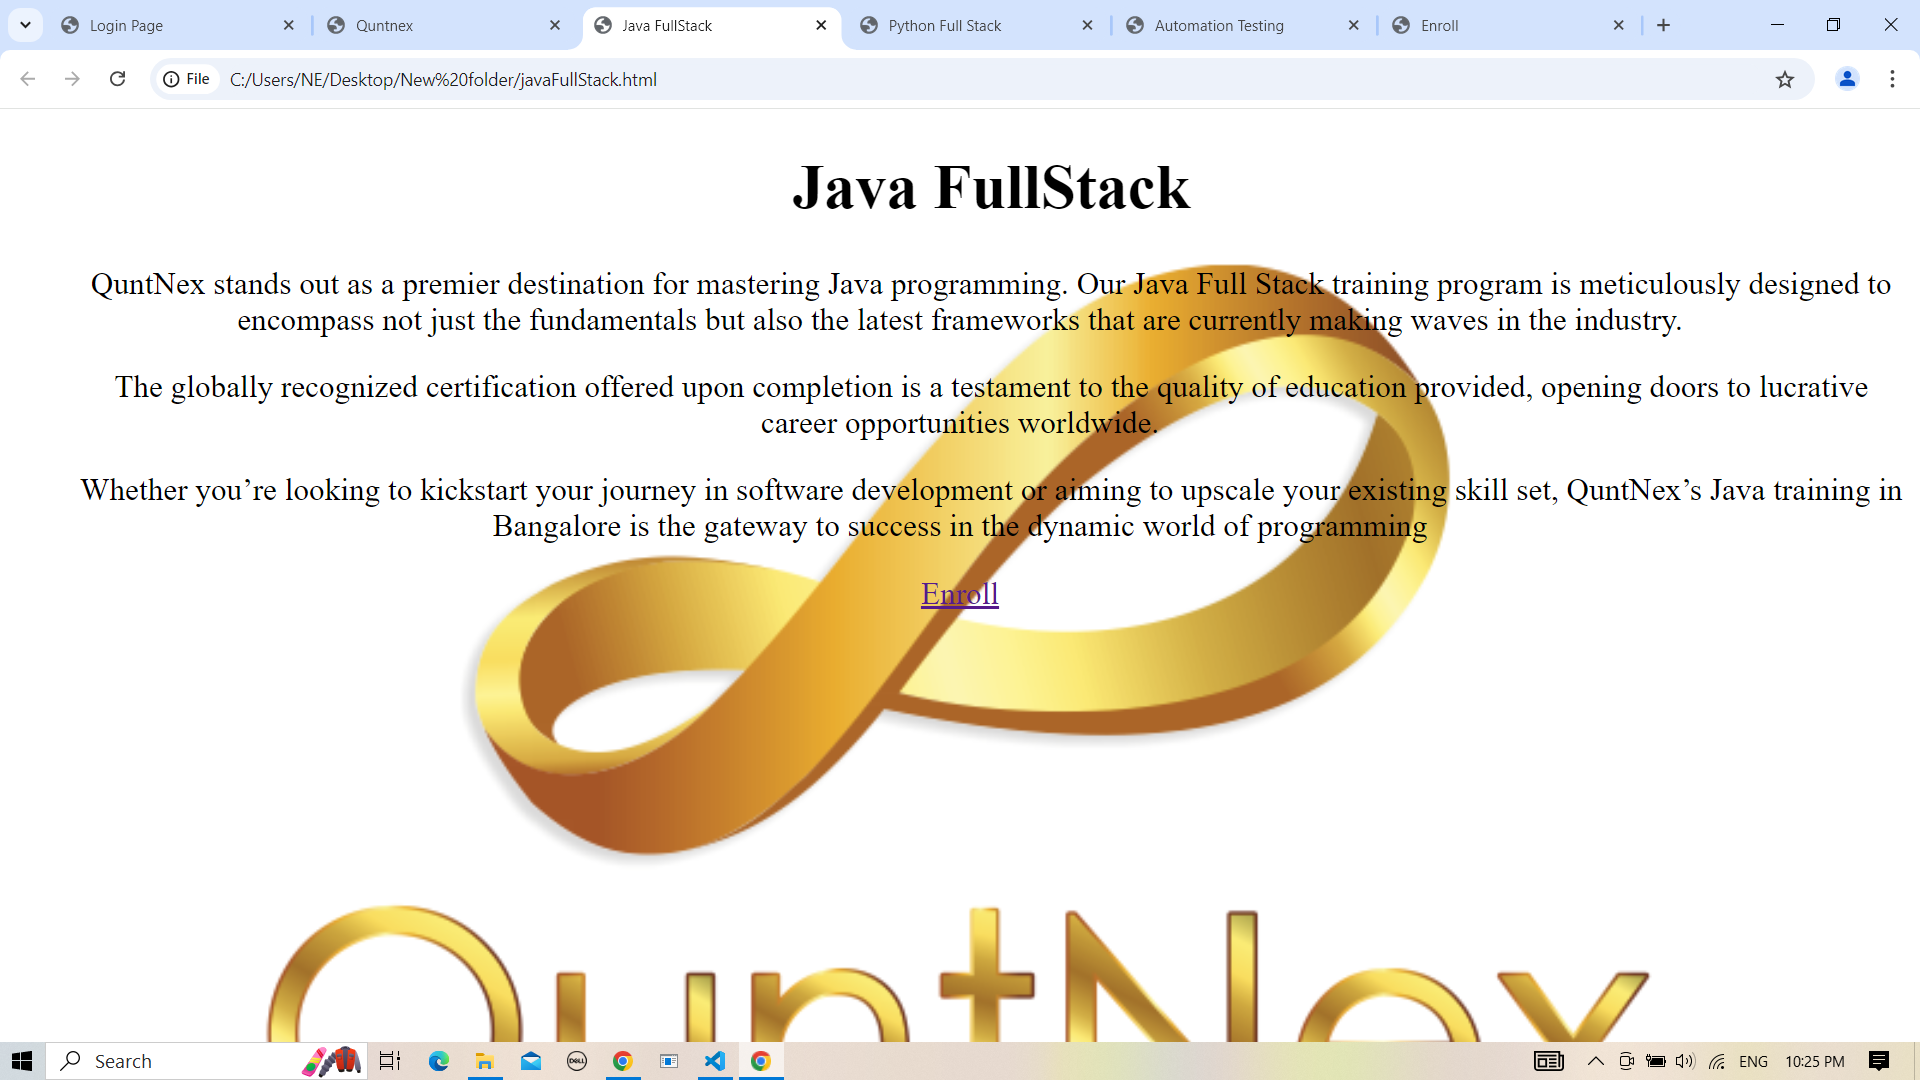 Login Page
Quntnex
Java FullStack
Python Full Stack
Automation Testing
Enroll
File
C:/Users/NE/Desktop/New%20folder/javaFullStack.html
Java FullStack
QuntNex stands out as a premier destination for mastering Java programming. Our Java Full Stack training program is meticulously designed to
encompass not just the fundamentals but also the latest frameworks that are currently making waves in the industry.
The globally recognized certification offered upon completion is a testament to the quality of education provided, opening doors to lucrative
career opportunities worldwide.
Whether you’re looking to kickstart your journey in software development or aiming to upscale your existing skill set, QuntNex’s Java training in
Bangalore is the gateway to success in the dynamic world of programming
Enroll
QuntNex
Search
DELL
ENG
10:25 PM